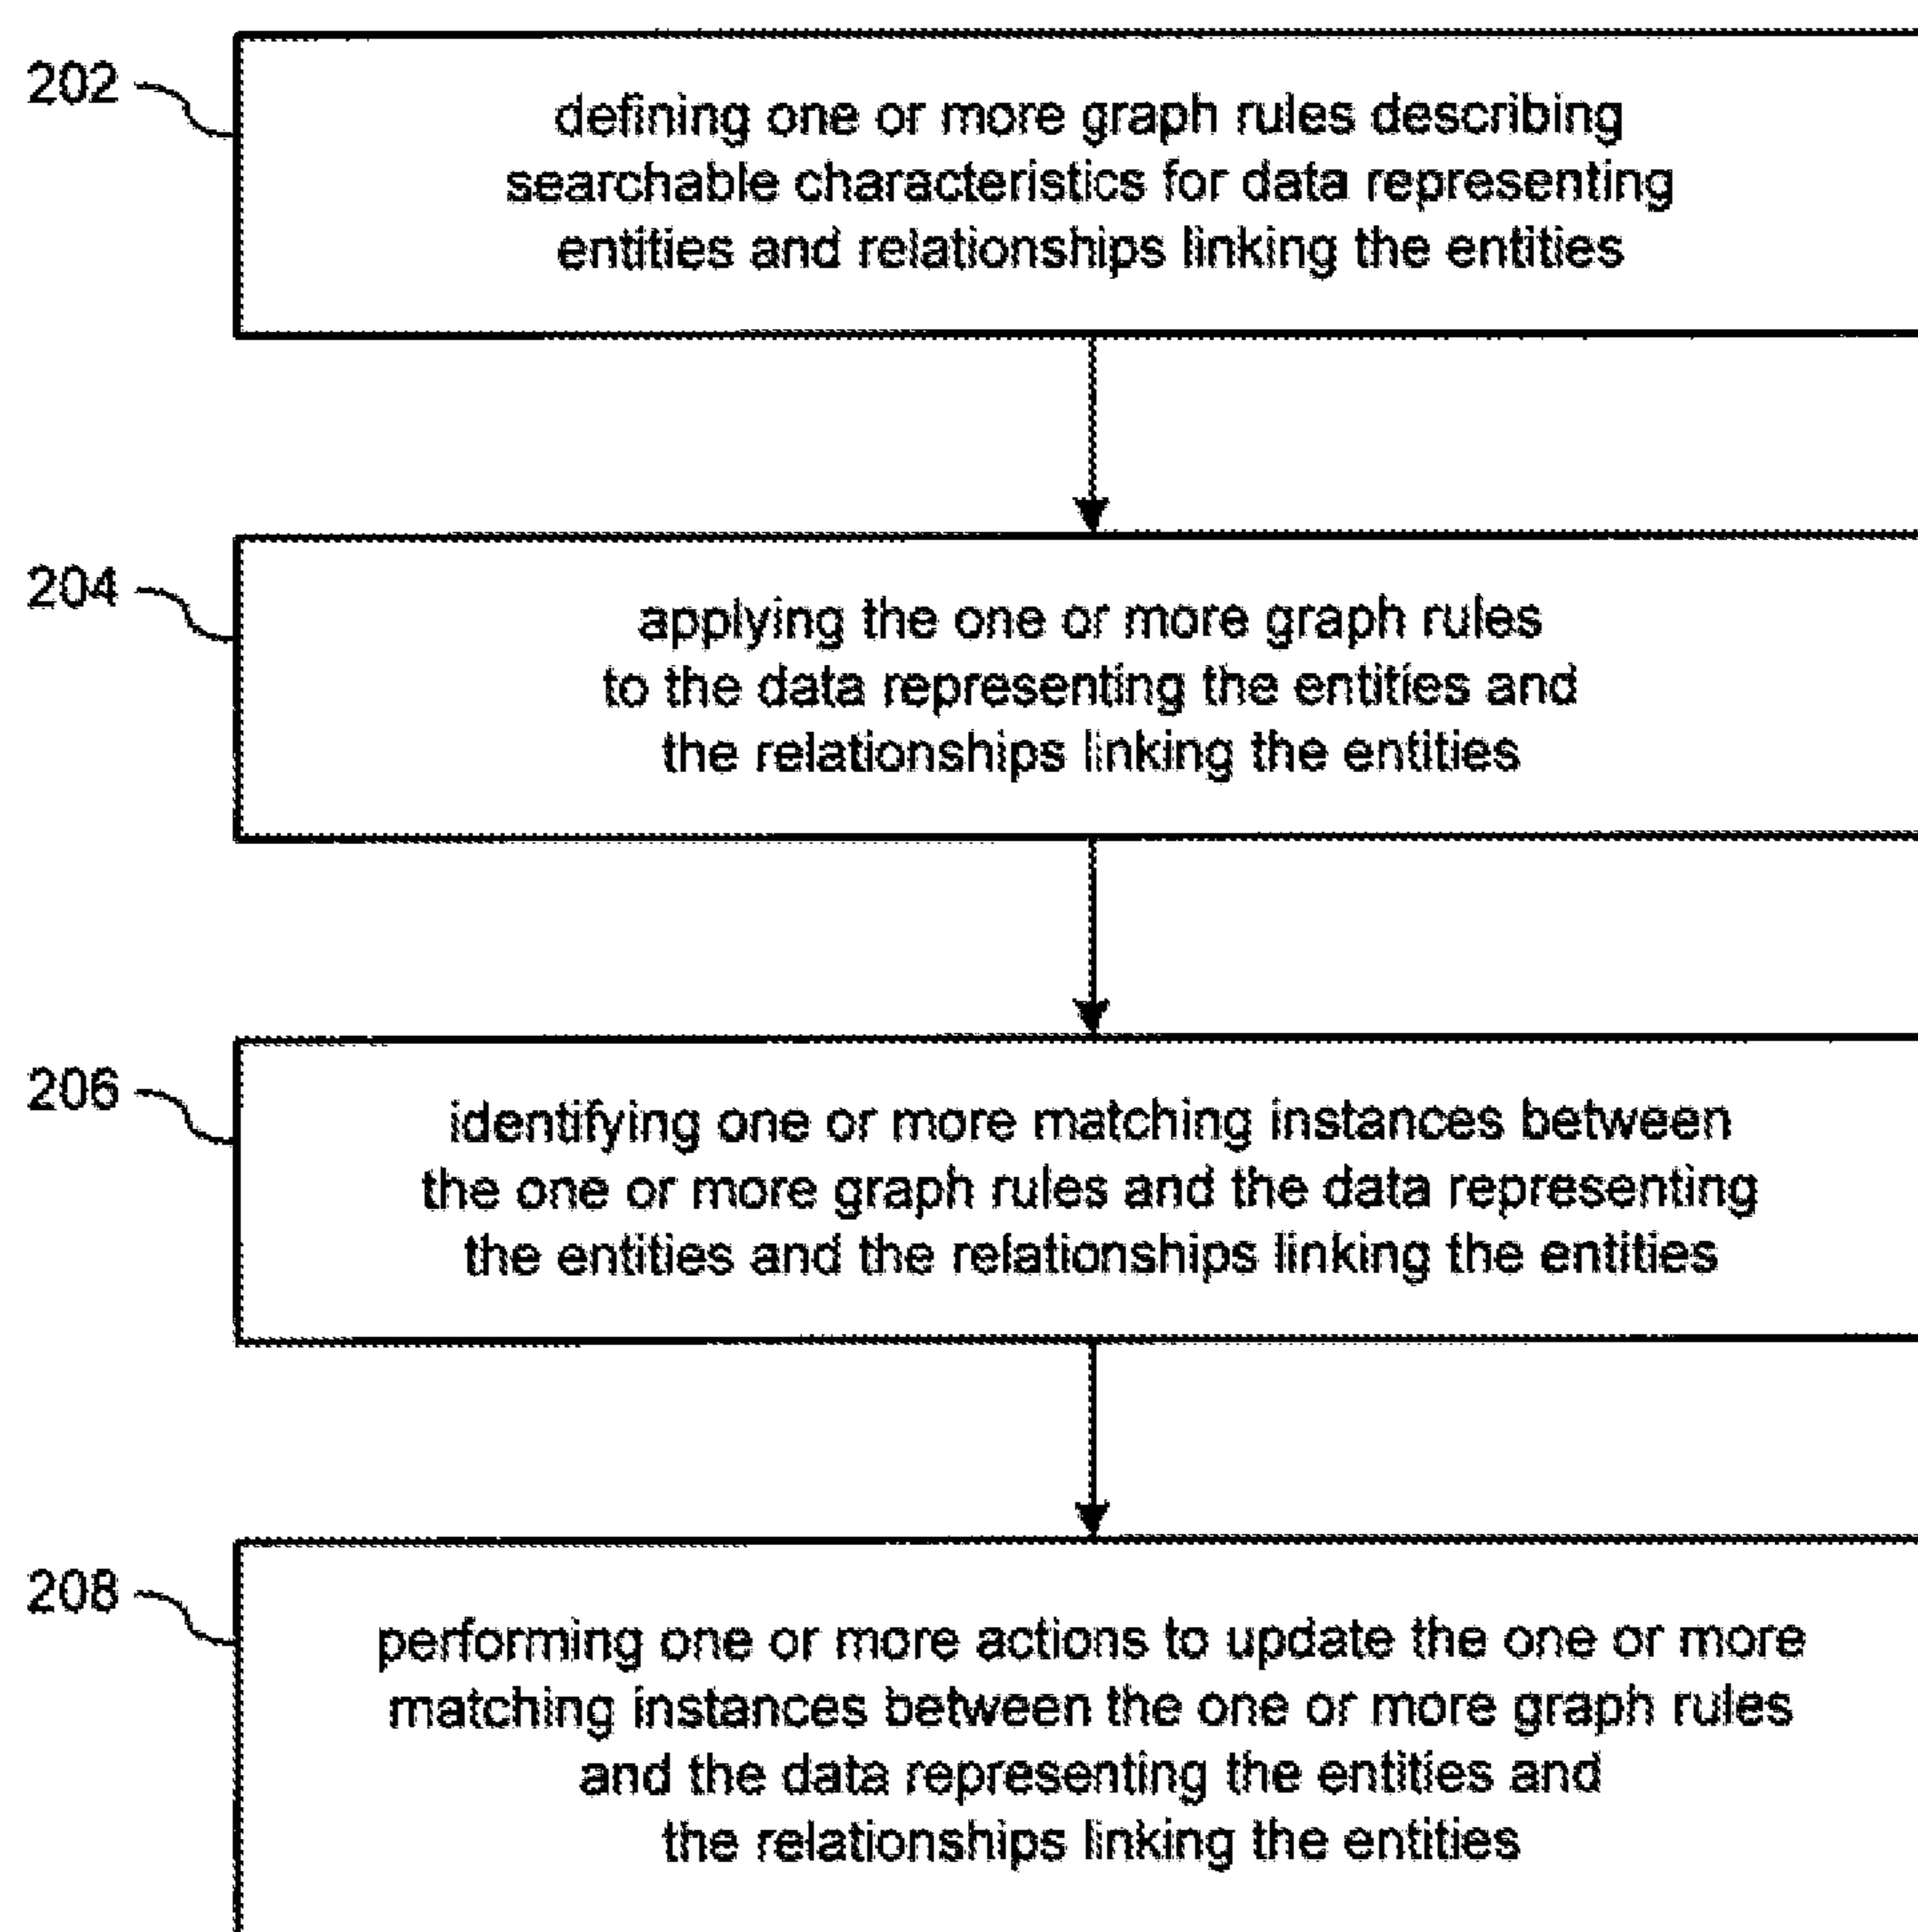 202
defining one or more graph rules describing
searchable characteristics for data representing
entities and relationships linking the entities
204
applying the one or more graph rules
to the data representing the entities and
the relationships linking the entities
206
identifying one or more matching instances between
the one or more graph rules and the data representing
the entities and the relationships linking the entities
208
performing one or more actions to update the one or more
matching instances between the one or more graph rules
and the data representing the entities and
the relationships linking the entities